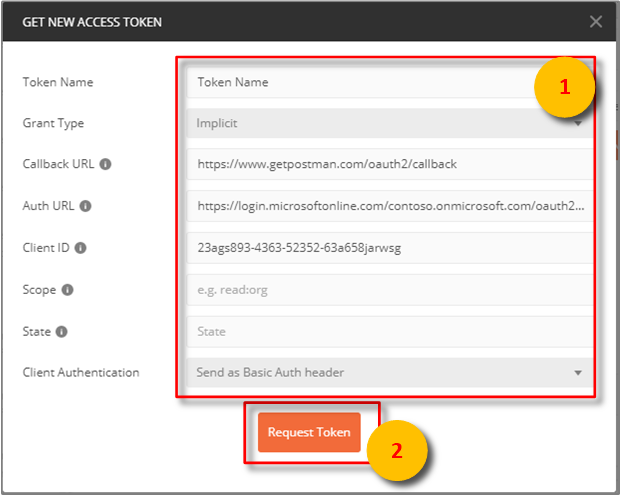 GET NEW ACCESS TOKEN
Token Name Token Name
1
Grant Type Implicit
Callback URL https://www.getpostman.com/oauth2/callback
Auth URL https://login.microsoftonline.com/contoso.onmicrosoft.com/oauth2...
Client ID 23ags893-4363-52352-63a658jarwsg
Scope e.g. read:org
State State
Client Authentication Send as Basic Auth header
Request Token
2